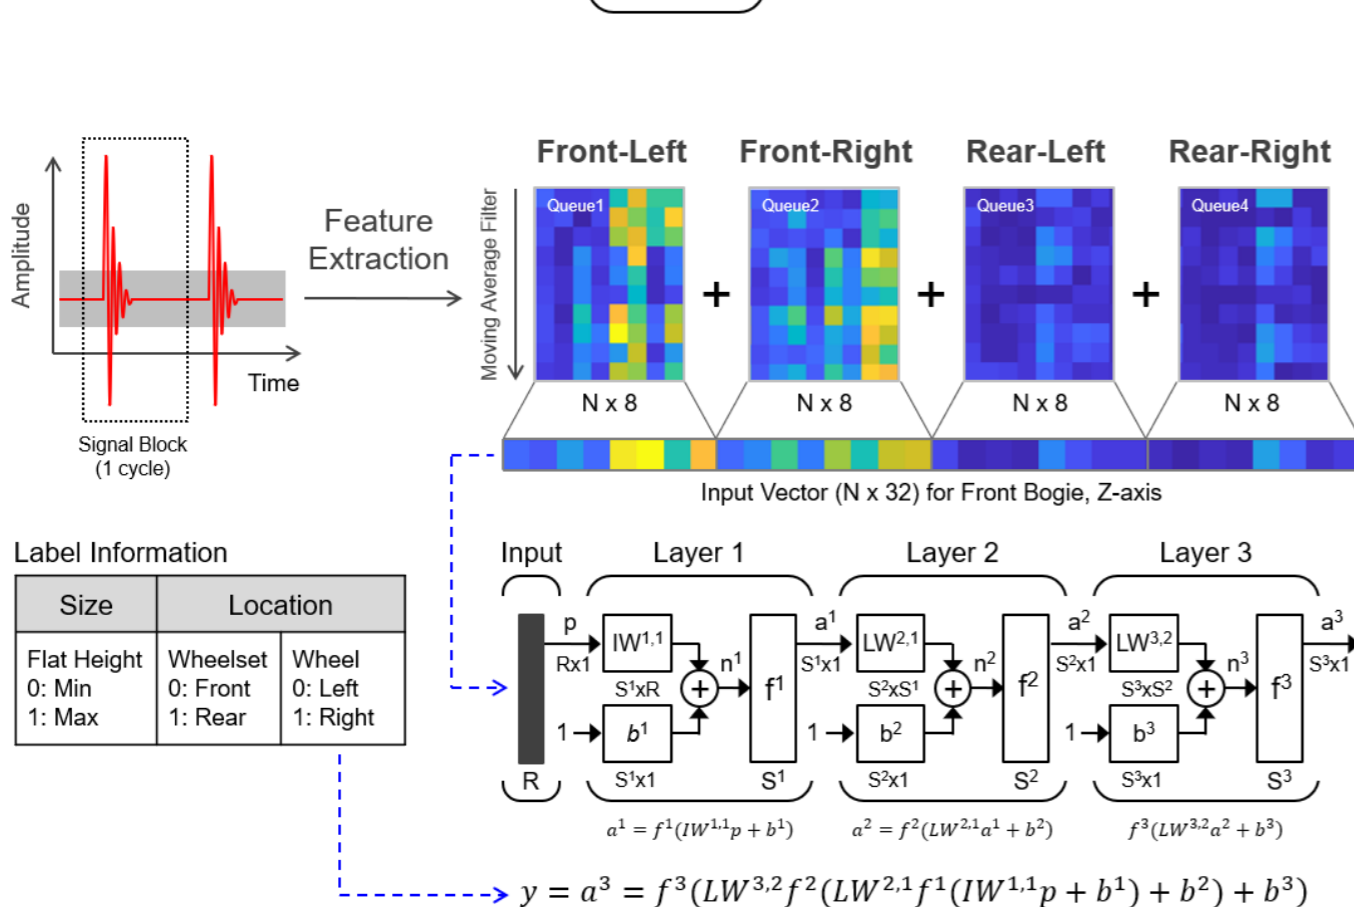 Front-Left Front-Right Rear-Left Rear-Right
Amplitude
Time
Signal Block
(1 cycle)
Feature
Extraction
Moving Average Filter
Queue1 Queue2 Queue3 Queue4
+ + +
N x 8 N x 8 N x 8 N x 8
Input Vector (N x 32) for Front Bogie, Z-axis
Label Information
Size Location
Flat Height Wheelset Wheel
0: Min 0: Front 0: Left
1: Max 1: Rear 1: Right
Input Layer 1 Layer 2 Layer 3
p IW¹,¹ a¹ LW²,¹ a² LW³,² a³
Rx1 n¹ S¹x1 n² S²x1 n³ S³x1
S¹xR + f¹ S²xS¹ + f² S³xS² + f³
1 b¹ 1 b² 1 b³
R S¹x1 S¹ S²x1 S² S³x1 S³
a¹ = f¹(IW¹,¹p + b¹) a² = f²(LW²,¹a¹ + b²) f³(LW³,²a² + b³)
y = a³ = f³(LW³,²f²(LW²,¹f¹(IW¹,¹p + b¹) + b²) + b³)